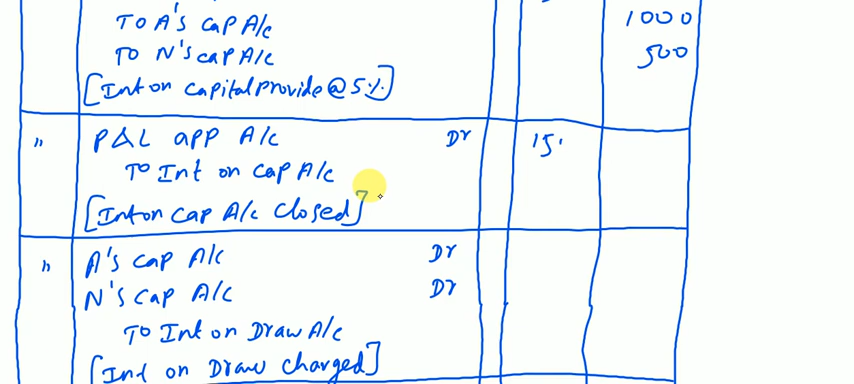 To A's cap A/c 1000
To N's cap A/c 500
[Int on capital provide @ 5%]
" P&L app A/c Dr 15
To Int on cap A/c
[Int on cap A/c closed]
" A's cap A/c Dr
N's cap A/c Dr
To Int on Draw A/c
[Int on Draw charged]